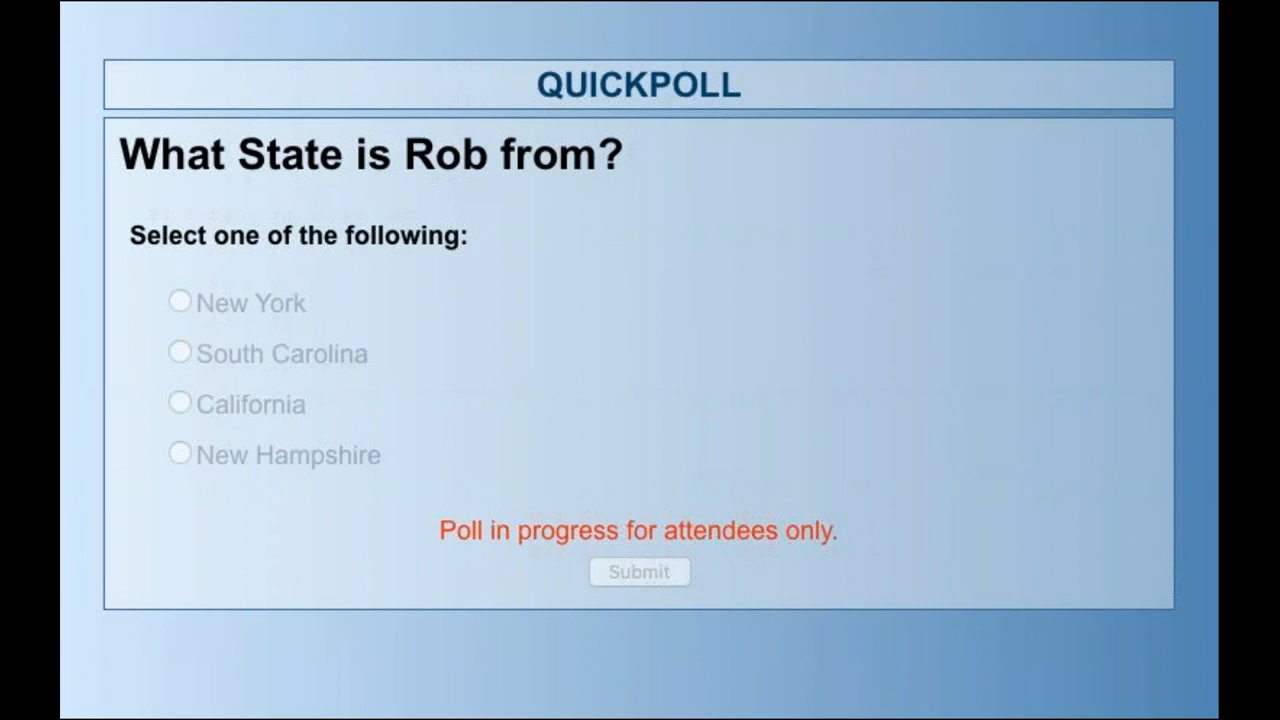 QUICKPOLL
What State is Rob from?
Select one of the following:
New York
South Carolina
California
New Hampshire
Poll in progress for attendees only.
Submit